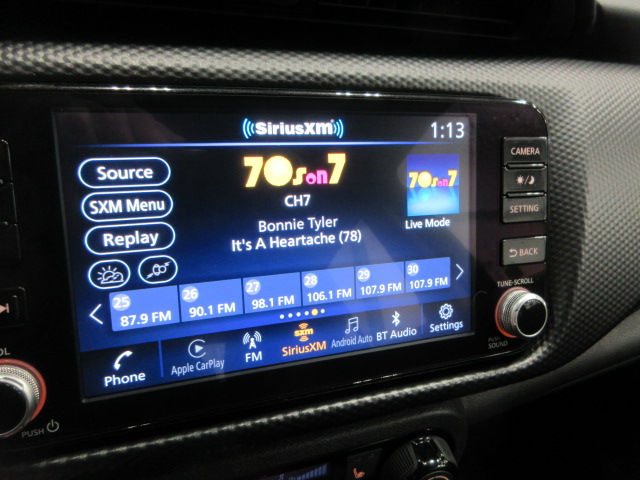 SiriusXM
1:13
Source
SXM Menu
Replay
70s on 7
CH7
Bonnie Tyler
It's A Heartache (78)
70s on 7
Live Mode
25
87.9 FM
26
90.1 FM
27
98.1 FM
28
106.1 FM
29
107.9 FM
30
107.9 FM
Phone
Apple CarPlay
FM
sxm
SiriusXM
Android Auto
BT Audio
Settings
CAMERA
SETTING
BACK
TUNE-SCROLL
PUSH
SOUND
OL
PUSH